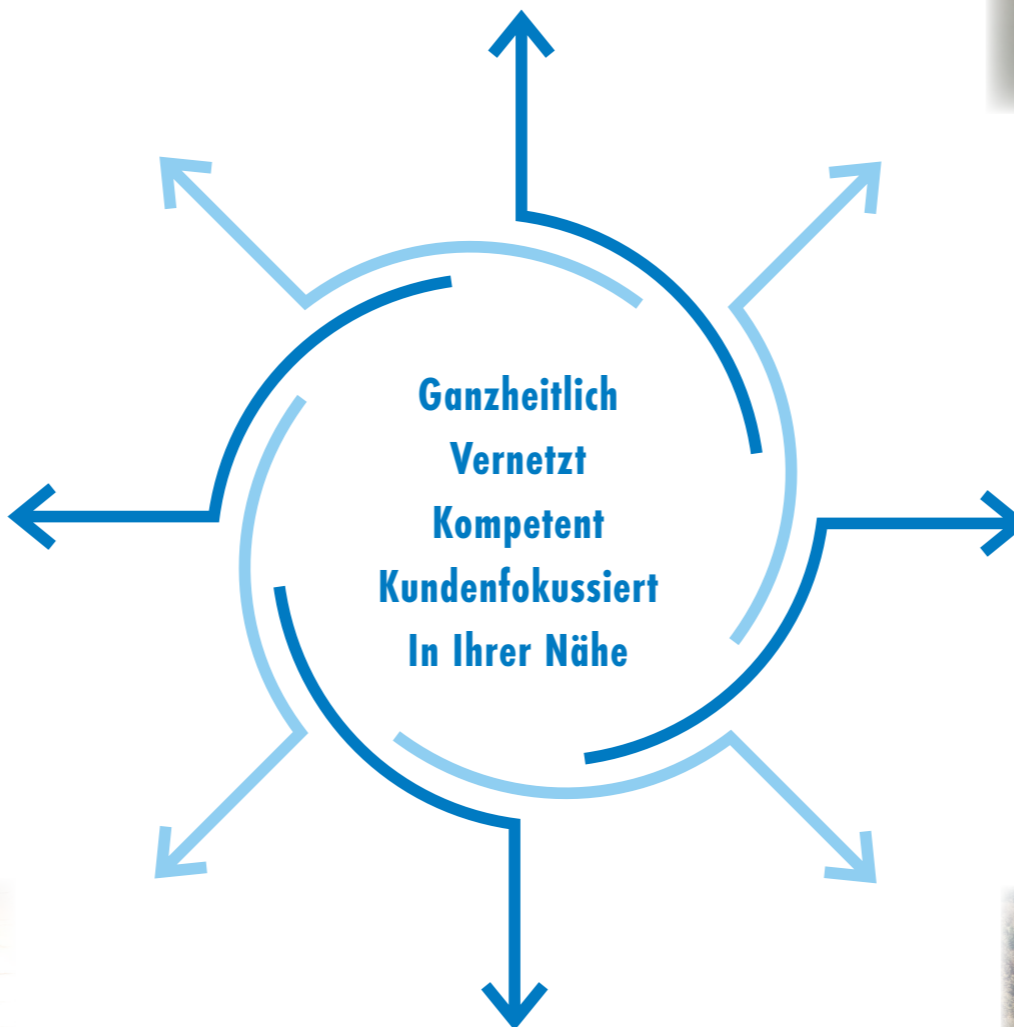 Ganzheitlich
Vernetzt
Kompetent
Kundenfokussiert
In Ihrer Nähe